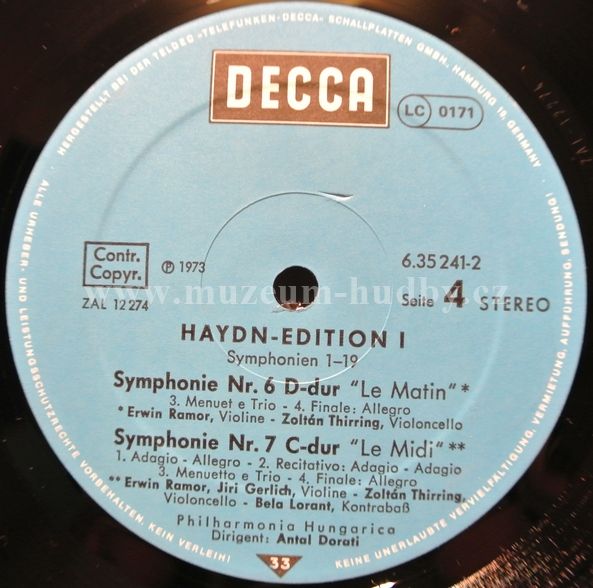 HERGESTELLT BEI DER TELDEC »TELEFUNKEN-DECCA« SCHALLPLATTEN GMBH, HAMBURG 19, GERMANY
DECCA
LC 0171
Contr.
Copyr.
Ⓟ 1973
6.35241-2
ZAL 12274
Seite 4 STEREO
www.muzeum-hudby.cz
HAYDN-EDITION I
Symphonien 1–19
Symphonie Nr. 6 D-dur "Le Matin"*
3. Menuet e Trio - 4. Finale: Allegro
*Erwin Ramor, Violine - Zoltán Thirring, Violoncello
Symphonie Nr. 7 C-dur "Le Midi"**
1. Adagio - Allegro - 2. Recitativo: Adagio - Adagio
3. Menuetto e Trio - 4. Finale: Allegro
**Erwin Ramor, Jiri Gerlich, Violine - Zoltán Thirring,
Violoncello - Bela Lorant, Kontrabaß
Philharmonia Hungarica
Dirigent: Antal Dorati
33
ALLE URHEBER- UND LEISTUNGSSCHUTZRECHTE VORBEHALTEN. KEIN VERLEIH!
KEINE UNERLAUBTE VERVIELFÄLTIGUNG, VERMIETUNG, AUFFÜHRUNG, SENDUNG!